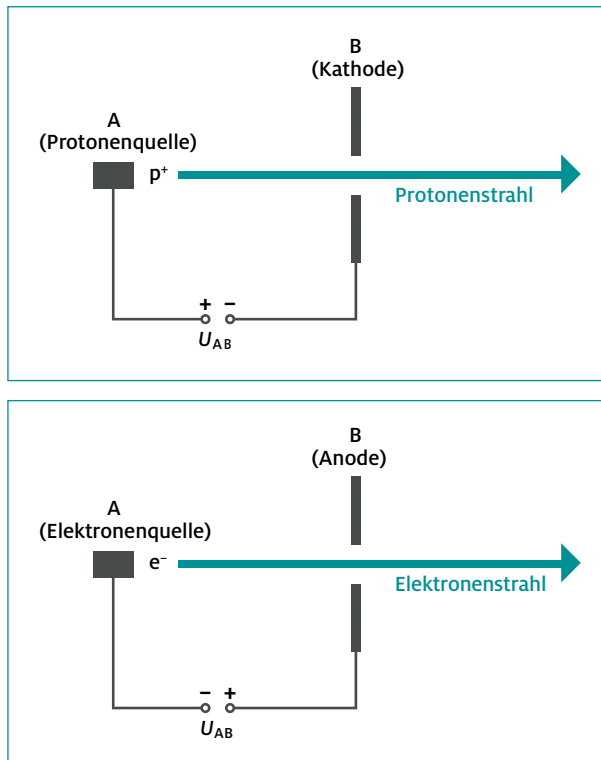 B
(Kathode)
A
(Protonenquelle)
p⁺
Protonenstrahl
+ −
U_AB
B
(Anode)
A
(Elektronenquelle)
e⁻
Elektronenstrahl
− +
U_AB